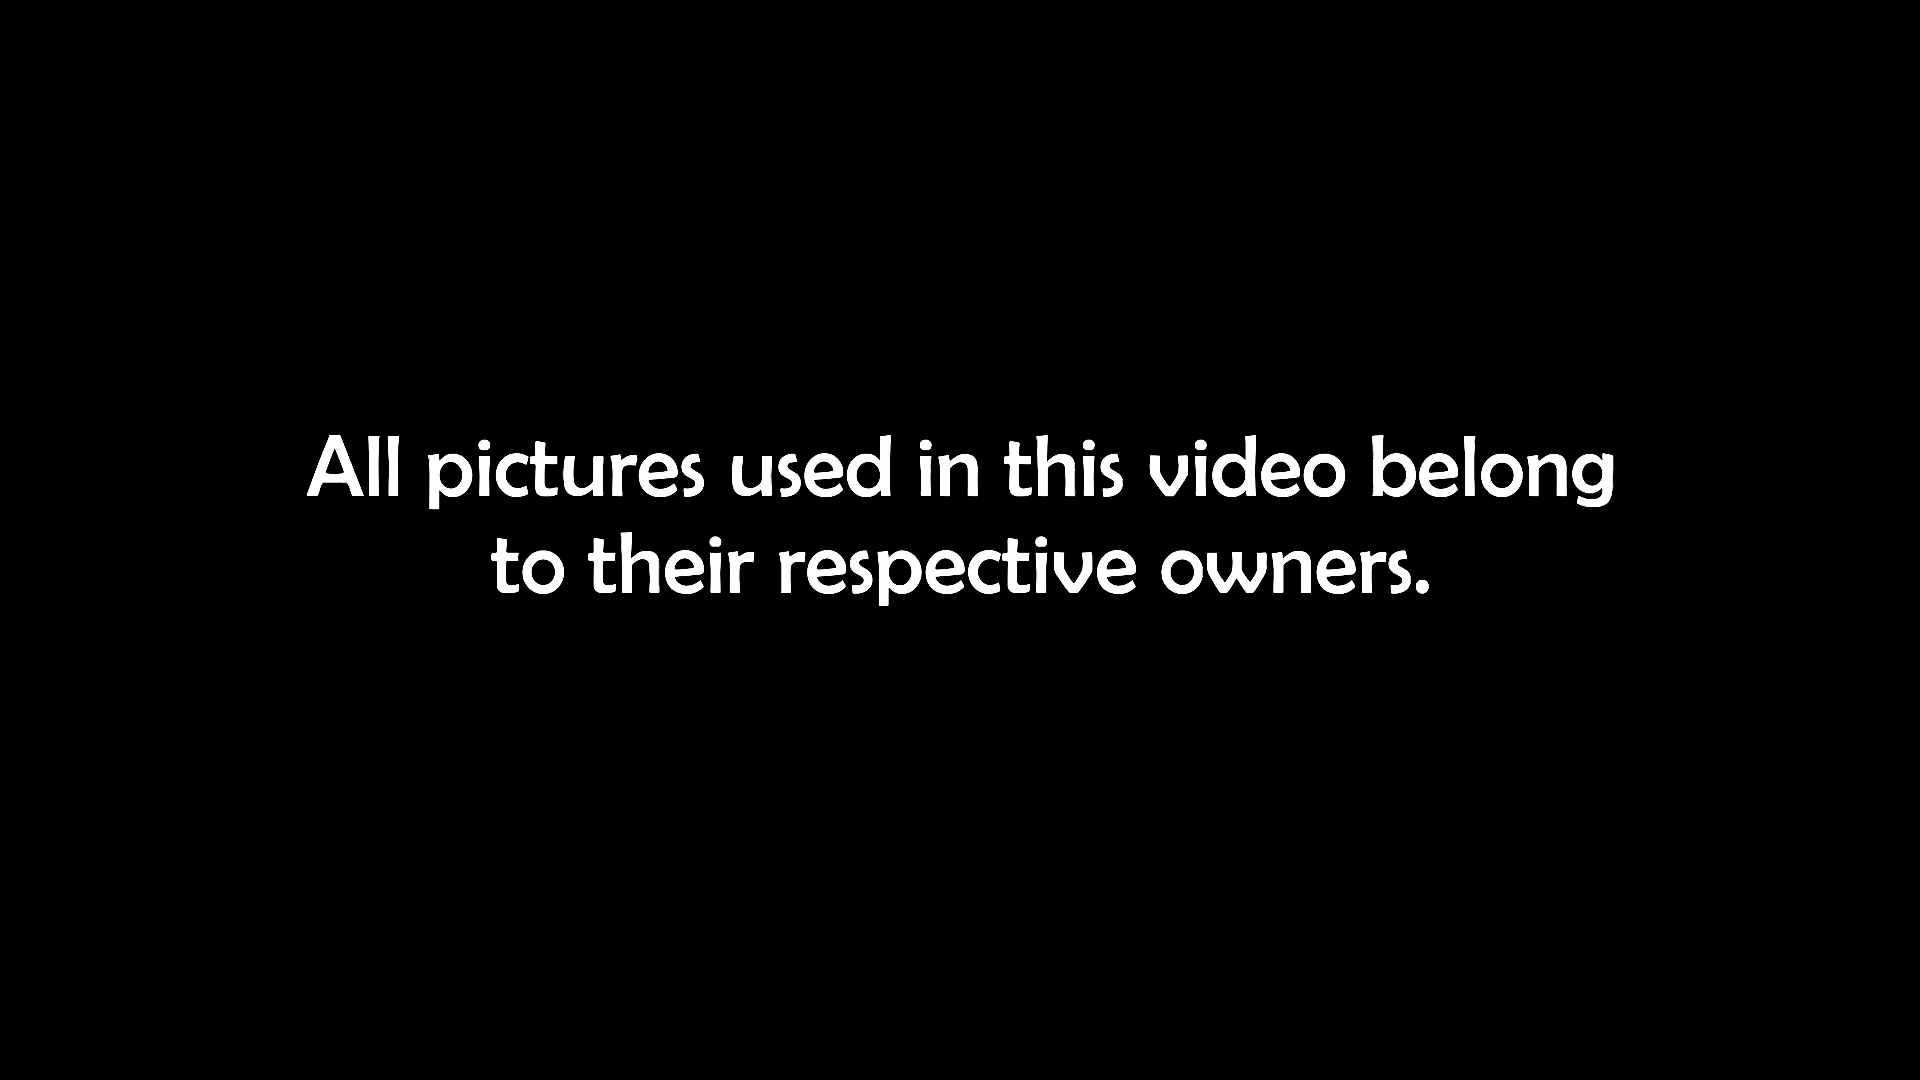 All pictures used in this video belong
to their respective owners.